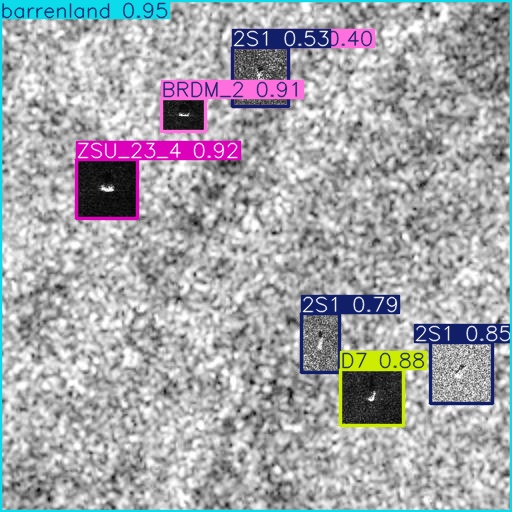 barrenland 0.95
2S1 0.53
0.40
BRDM_2 0.91
ZSU_23_4 0.92
2S1 0.79
2S1 0.85
D7 0.88